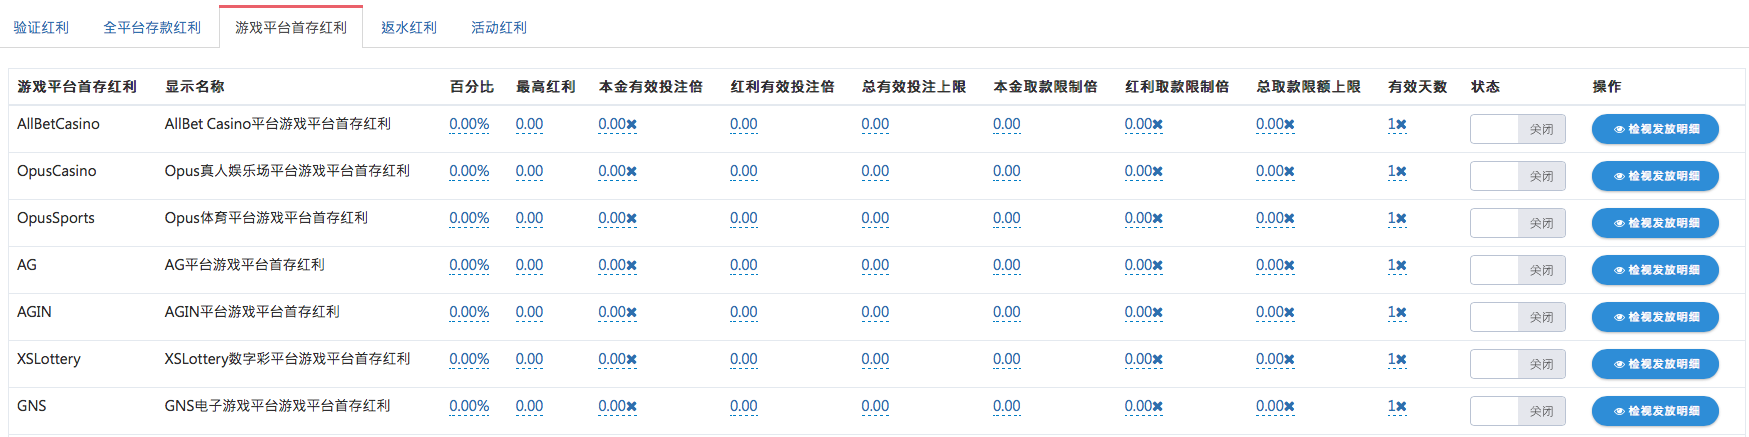 验证红利 全平台存款红利 游戏平台首存红利 返水红利 活动红利
游戏平台首存红利 显示名称 百分比 最高红利 本金有效投注倍 红利有效投注倍 总有效投注上限 本金取款限制倍 红利取款限制倍 总取款限额上限 有效天数 状态 操作
AllBetCasino AllBet Casino平台游戏平台首存红利 0.00% 0.00 0.00✖ 0.00 0.00 0.00 0.00✖ 0.00✖ 1✖ 关闭 检视发放明细
OpusCasino Opus真人娱乐场平台游戏平台首存红利 0.00% 0.00 0.00✖ 0.00 0.00 0.00 0.00✖ 0.00✖ 1✖ 关闭 检视发放明细
OpusSports Opus体育平台游戏平台首存红利 0.00% 0.00 0.00✖ 0.00 0.00 0.00 0.00✖ 0.00✖ 1✖ 关闭 检视发放明细
AG AG平台游戏平台首存红利 0.00% 0.00 0.00✖ 0.00 0.00 0.00 0.00✖ 0.00✖ 1✖ 关闭 检视发放明细
AGIN AGIN平台游戏平台首存红利 0.00% 0.00 0.00✖ 0.00 0.00 0.00 0.00✖ 0.00✖ 1✖ 关闭 检视发放明细
XSLottery XSLottery数字彩平台游戏平台首存红利 0.00% 0.00 0.00✖ 0.00 0.00 0.00 0.00✖ 0.00✖ 1✖ 关闭 检视发放明细
GNS GNS电子游戏平台游戏平台首存红利 0.00% 0.00 0.00✖ 0.00 0.00 0.00 0.00✖ 0.00✖ 1✖ 关闭 检视发放明细